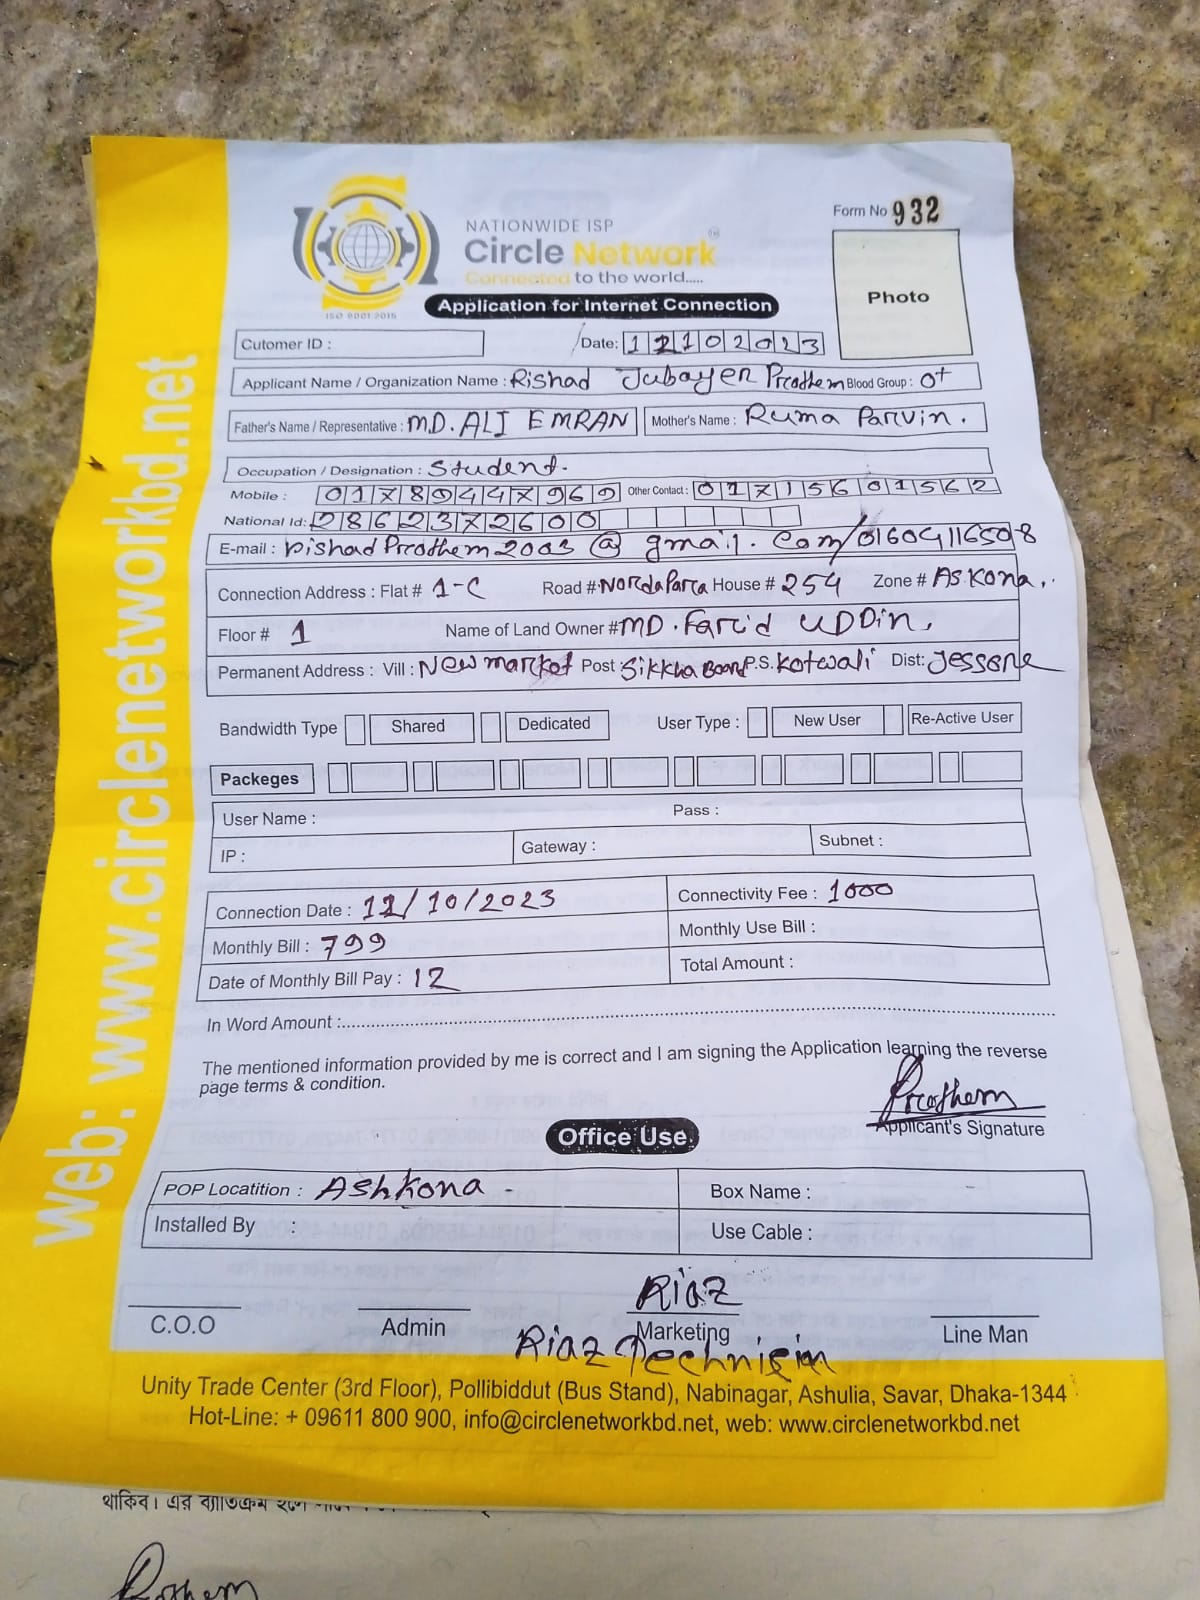 Form No 932
NATIONWIDE ISP
Circle Network
Connected to the world.....
ISO 9001:2015
Application for Internet Connection
Photo
Cutomer ID :
Date: 12102023
Applicant Name / Organization Name : Rishad Jubayer Preothem Blood Group : O+
Father's Name / Representative : MD. ALI EMRAN Mother's Name : Ruma Parvin.
Occupation / Designation : Student.
Mobile : 01789447969 Other Contact : 01715601562
National Id: 2862372600
E-mail : rishadPreothem2003@gmail.com/01609116508
Connection Address : Flat # 1-C Road # NordaParca House # 254 Zone # Askona,.
Floor # 1 Name of Land Owner # MD. Farid UDDin,
Permanent Address : Vill : New market Post : Sikkha Board P.S. Kotwali Dist: Jessore
Bandwidth Type Shared Dedicated User Type : New User Re-Active User
Packeges
User Name : Pass :
IP : Gateway : Subnet :
Connection Date : 12/10/2023 Connectivity Fee : 1000
Monthly Bill : 799 Monthly Use Bill :
Date of Monthly Bill Pay : 12 Total Amount :
In Word Amount :
The mentioned information provided by me is correct and I am signing the Application learning the reverse
page terms & condition.
Preothem
Applicant's Signature
Office Use
POP Locatition : Ashkona Box Name :
Installed By : Use Cable :
Riaz
C.O.O Admin Marketing Line Man
Riaz Technician
Unity Trade Center (3rd Floor), Pollibiddut (Bus Stand), Nabinagar, Ashulia, Savar, Dhaka-1344
Hot-Line: + 09611 800 900, info@circlenetworkbd.net, web: www.circlenetworkbd.net
web: www.circlenetworkbd.net
থাকিব। এর ব্যতিক্রম হলে